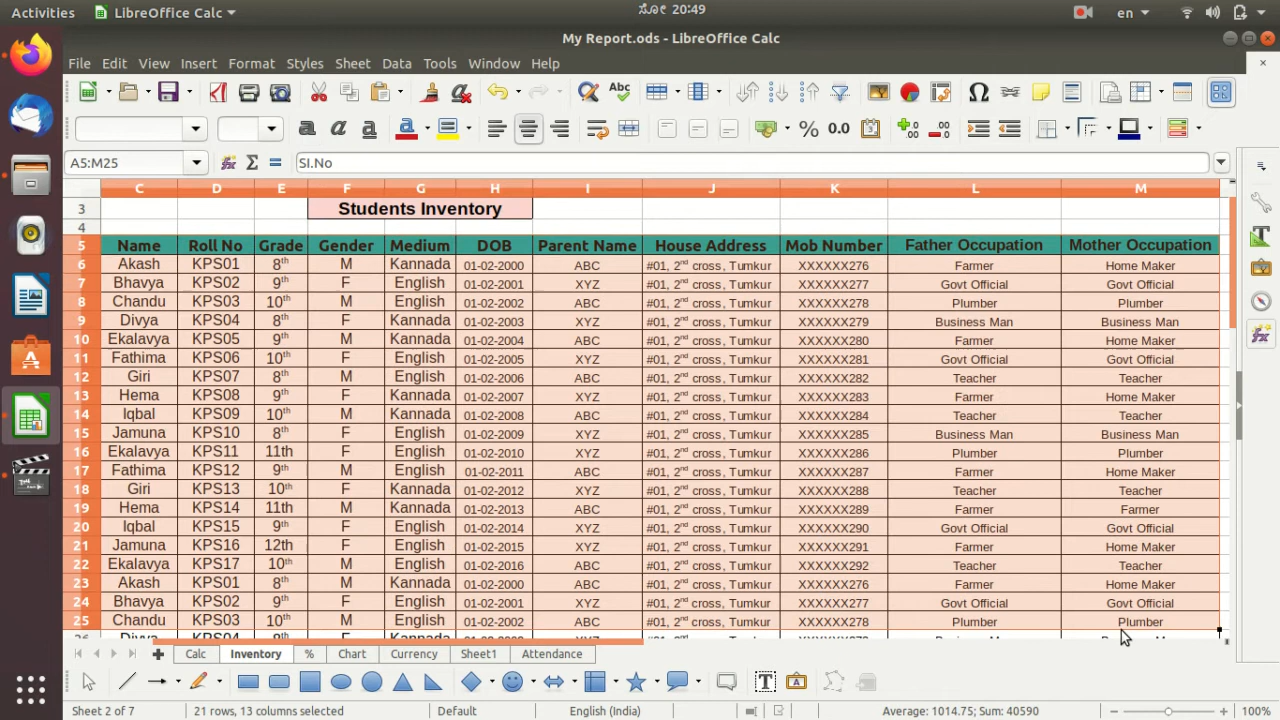 Activities LibreOffice Calc 20:49 en
My Report.ods - LibreOffice Calc
File Edit View Insert Format Styles Sheet Data Tools Window Help
A5:M25 SI.No
C D E F G H I J K L M
3 Students Inventory
4
5 Name Roll No Grade Gender Medium DOB Parent Name House Address Mob Number Father Occupation Mother Occupation
6 Akash KPS01 8th M Kannada 01-02-2000 ABC #01, 2nd cross, Tumkur XXXXXX276 Farmer Home Maker
7 Bhavya KPS02 9th F English 01-02-2001 XYZ #01, 2nd cross, Tumkur XXXXXX277 Govt Official Govt Official
8 Chandu KPS03 10th M English 01-02-2002 ABC #01, 2nd cross, Tumkur XXXXXX278 Plumber Plumber
9 Divya KPS04 8th F Kannada 01-02-2003 XYZ #01, 2nd cross, Tumkur XXXXXX279 Business Man Business Man
10 Ekalavya KPS05 9th M Kannada 01-02-2004 ABC #01, 2nd cross, Tumkur XXXXXX280 Farmer Home Maker
11 Fathima KPS06 10th F English 01-02-2005 XYZ #01, 2nd cross, Tumkur XXXXXX281 Govt Official Govt Official
12 Giri KPS07 8th M English 01-02-2006 ABC #01, 2nd cross, Tumkur XXXXXX282 Teacher Teacher
13 Hema KPS08 9th F Kannada 01-02-2007 XYZ #01, 2nd cross, Tumkur XXXXXX283 Farmer Home Maker
14 Iqbal KPS09 10th M Kannada 01-02-2008 ABC #01, 2nd cross, Tumkur XXXXXX284 Teacher Teacher
15 Jamuna KPS10 8th F English 01-02-2009 XYZ #01, 2nd cross, Tumkur XXXXXX285 Business Man Business Man
16 Ekalavya KPS11 11th F English 01-02-2010 XYZ #01, 2nd cross, Tumkur XXXXXX286 Plumber Plumber
17 Fathima KPS12 9th M Kannada 01-02-2011 ABC #01, 2nd cross, Tumkur XXXXXX287 Farmer Home Maker
18 Giri KPS13 10th F Kannada 01-02-2012 XYZ #01, 2nd cross, Tumkur XXXXXX288 Teacher Teacher
19 Hema KPS14 11th M Kannada 01-02-2013 ABC #01, 2nd cross, Tumkur XXXXXX289 Farmer Farmer
20 Iqbal KPS15 9th F English 01-02-2014 XYZ #01, 2nd cross, Tumkur XXXXXX290 Govt Official Govt Official
21 Jamuna KPS16 12th F English 01-02-2015 XYZ #01, 2nd cross, Tumkur XXXXXX291 Farmer Home Maker
22 Ekalavya KPS17 10th M Kannada 01-02-2016 ABC #01, 2nd cross, Tumkur XXXXXX292 Teacher Teacher
23 Akash KPS01 8th M Kannada 01-02-2000 ABC #01, 2nd cross, Tumkur XXXXXX276 Farmer Home Maker
24 Bhavya KPS02 9th F English 01-02-2001 XYZ #01, 2nd cross, Tumkur XXXXXX277 Govt Official Govt Official
25 Chandu KPS03 10th M English 01-02-2002 ABC #01, 2nd cross, Tumkur XXXXXX278 Plumber Plumber
Calc Inventory % Chart Currency Sheet1 Attendance
Sheet 2 of 7 21 rows, 13 columns selected Default English (India) Average: 1014.75; Sum: 40590 100%